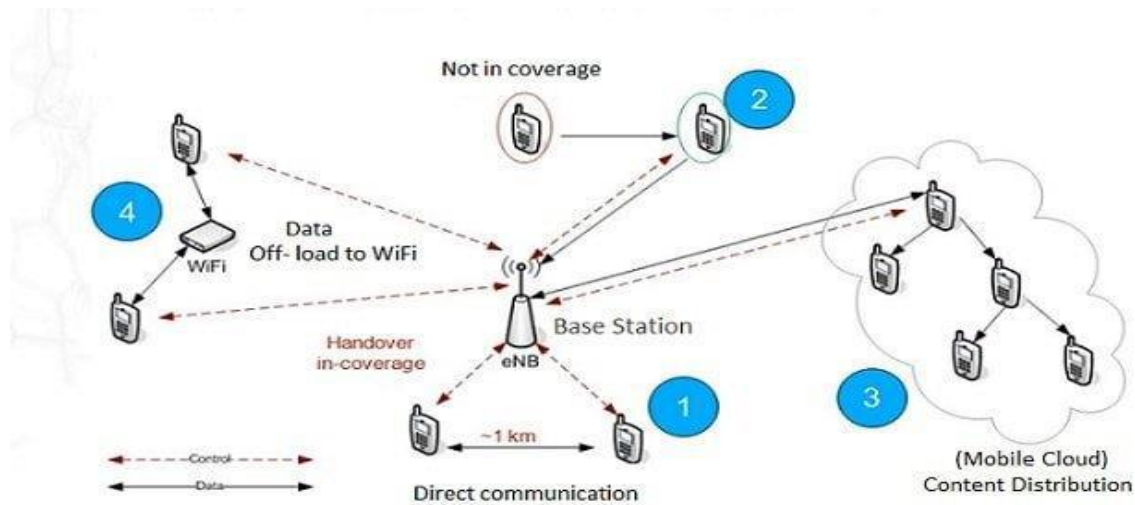 Not in coverage
2
4
Data
Off- load to WiFi
WiFi
Base Station
eNB
Handover
in-coverage
1
3
~1 km
Control
Data
Direct communication
(Mobile Cloud)
Content Distribution